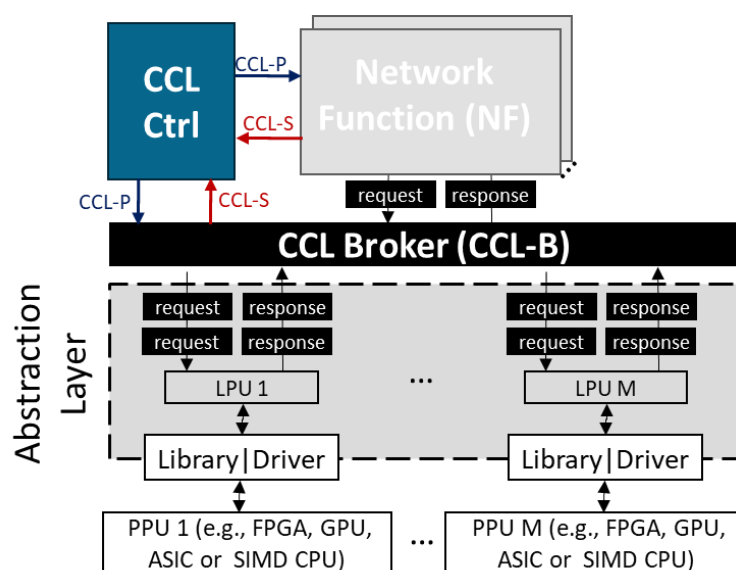 CCL
Ctrl
CCL-P
CCL-S
Network
Function (NF)
...
CCL-P
CCL-S
request
response
CCL Broker (CCL-B)
Abstraction
Layer
request
response
request
response
LPU 1
...
request
response
request
response
LPU M
Library|Driver
Library|Driver
PPU 1 (e.g., FPGA, GPU,
ASIC or SIMD CPU)
...
PPU M (e.g., FPGA, GPU,
ASIC or SIMD CPU)